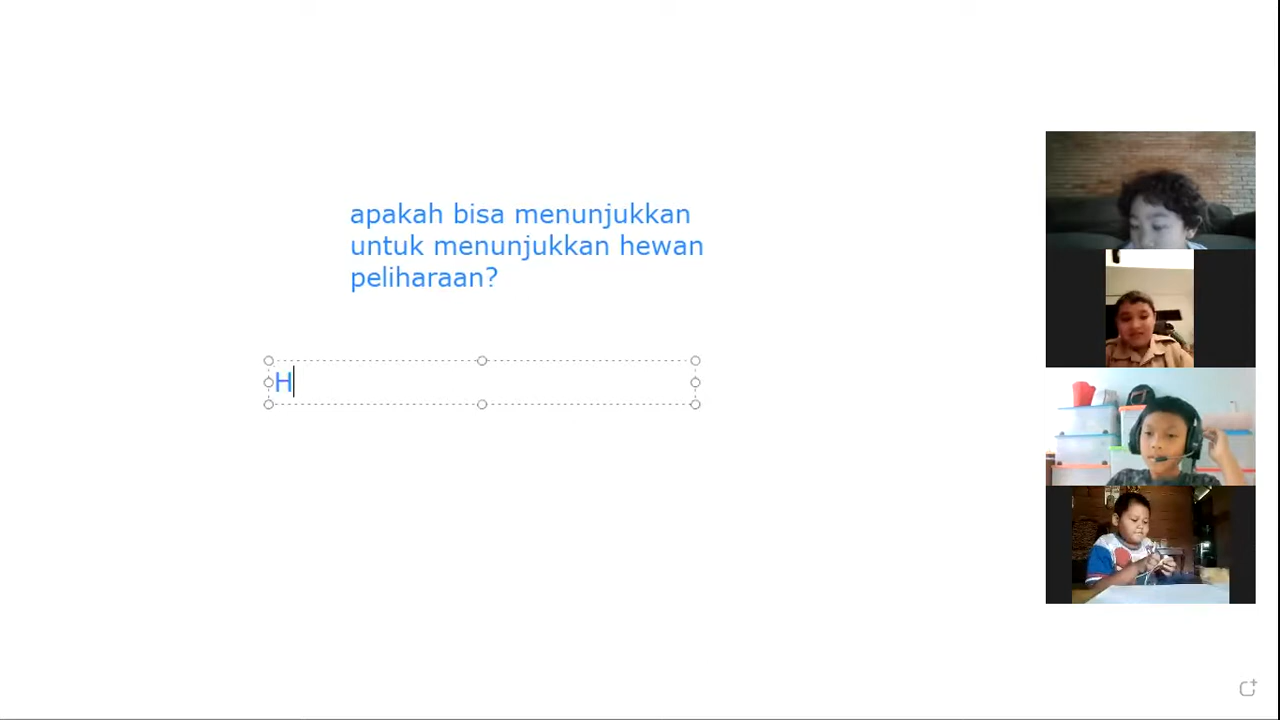 apakah bisa menunjukkan
untuk menunjukkan hewan
peliharaan?
H